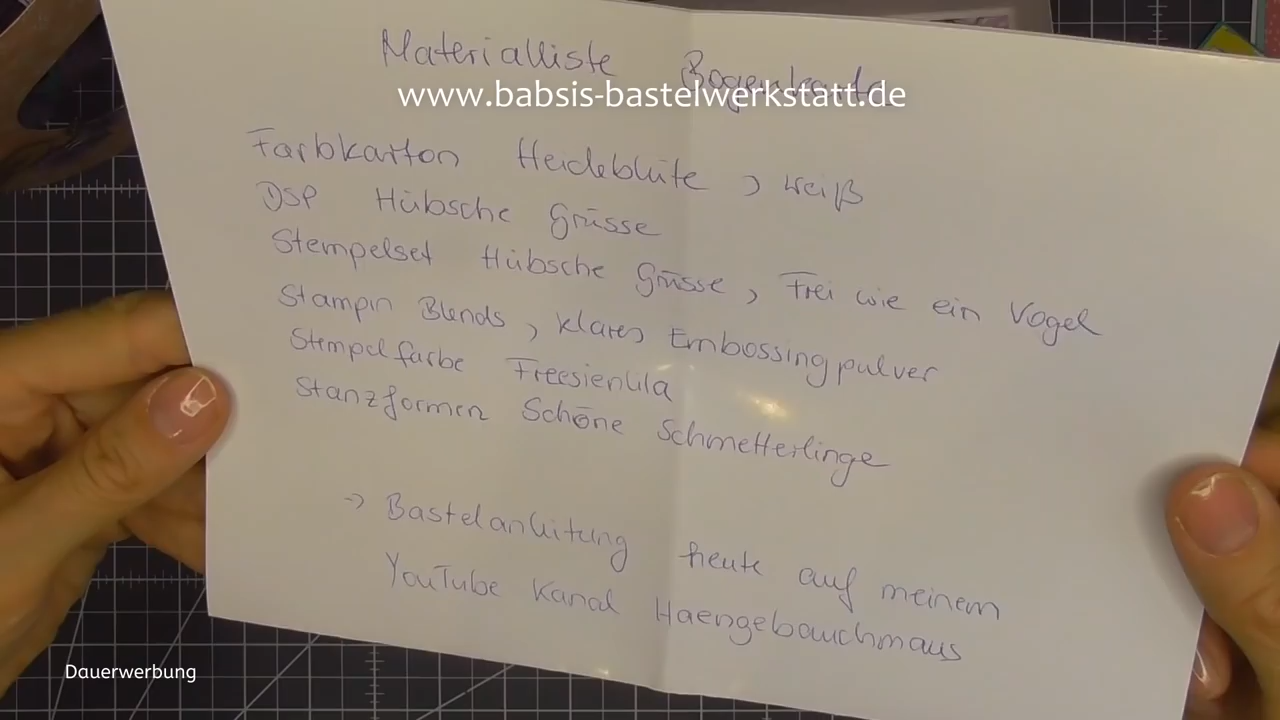 Materialliste Bogenkarte
www.babsis-bastelwerkstatt.de
Farbkarton Heideblüte, weiß
DSP Hübsche Grüsse
Stempelset Hübsche Grüsse, Frei wie ein Vogel
Stampin Blends, klares Embossingpulver
Stempelfarbe Freesienlila
Stanzformen Schöne Schmetterlinge
→ Bastelanleitung heute auf meinem
YouTube Kanal Haengebauchmaus
Dauerwerbung